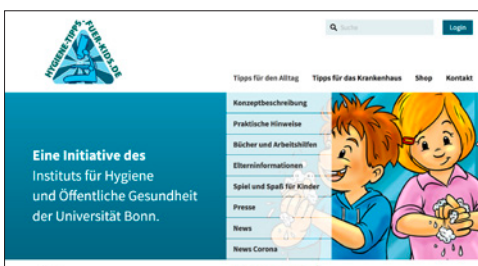 HYGIENE-TIPPS-FUER-KIDS.DE
Suche
Login
Tipps für den Alltag Tipps für das Krankenhaus Shop Kontakt
Konzeptbeschreibung
Praktische Hinweise
Bücher und Arbeitshilfen
Elterninformationen
Spiel und Spaß für Kinder
Presse
News
News Corona
Eine Initiative des
Instituts für Hygiene
und Öffentliche Gesundheit
der Universität Bonn.